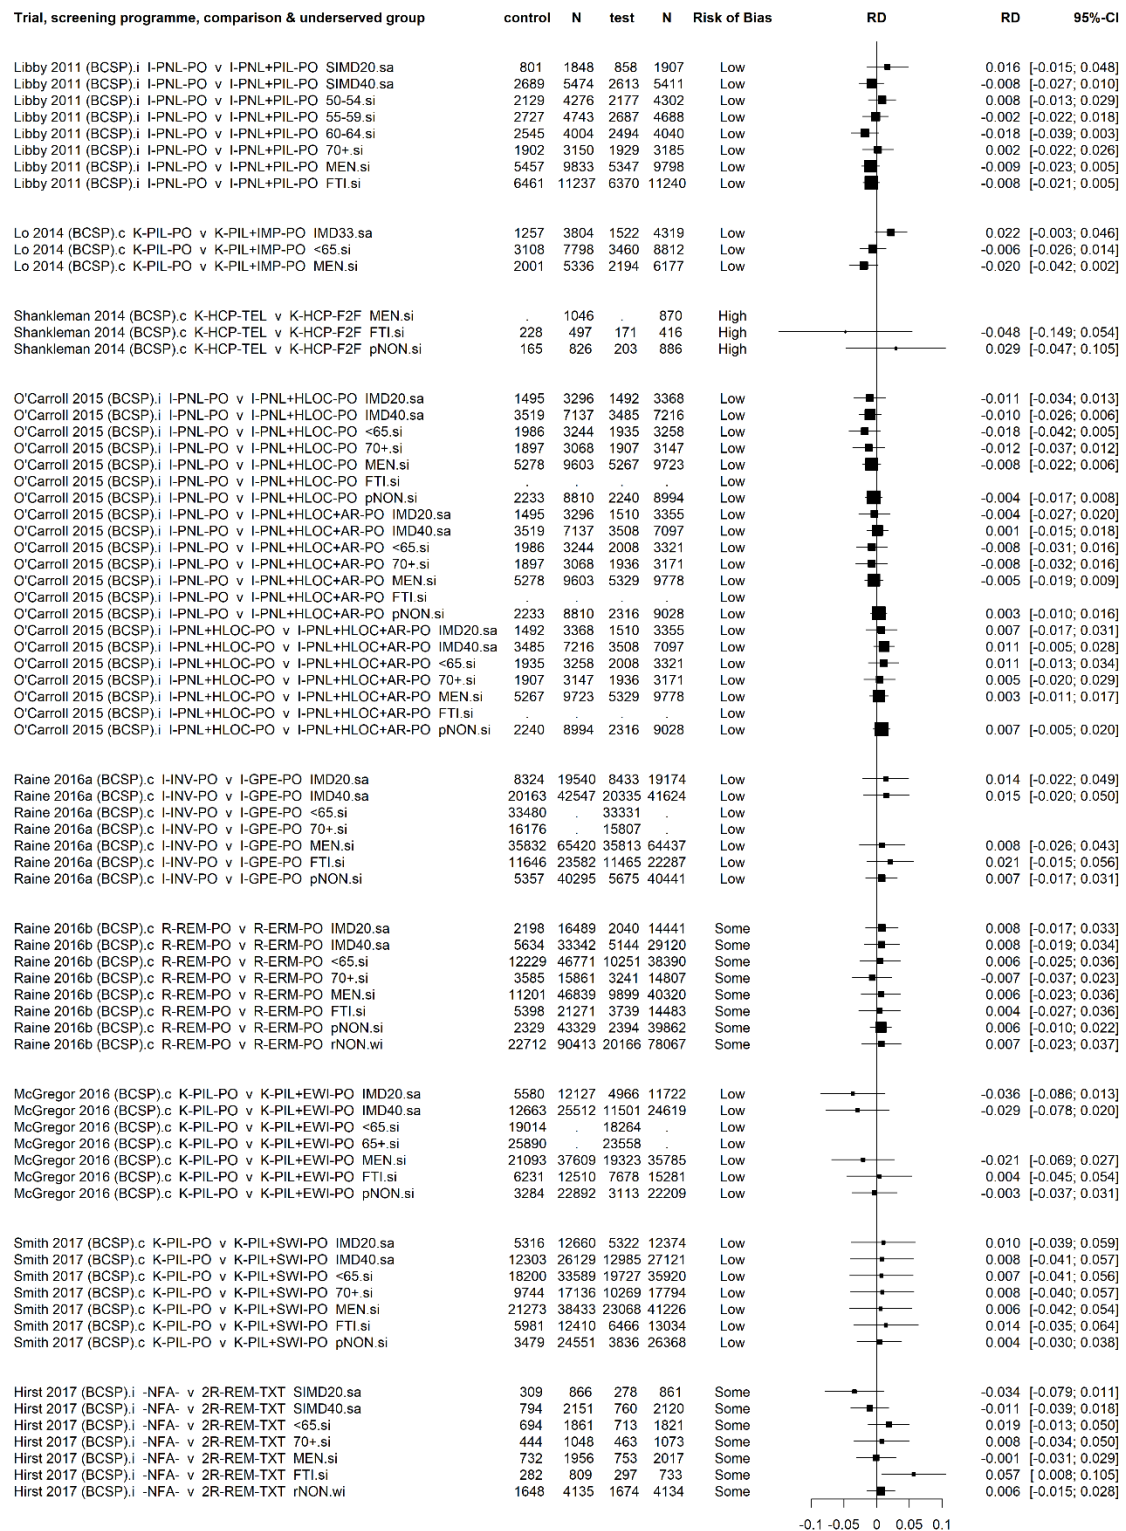 Trial, screening programme, comparison & underserved group control N test N Risk of Bias RD RD 95%-CI
Libby 2011 (BCSP).i I-PNL-PO v I-PNL+PIL-PO SIMD20.sa 801 1848 858 1907 Low 0.016 [-0.015; 0.048]
Libby 2011 (BCSP).i I-PNL-PO v I-PNL+PIL-PO SIMD40.sa 2689 5474 2613 5411 Low -0.008 [-0.027; 0.010]
Libby 2011 (BCSP).i I-PNL-PO v I-PNL+PIL-PO 50-54.si 2129 4276 2177 4302 Low 0.008 [-0.013; 0.029]
Libby 2011 (BCSP).i I-PNL-PO v I-PNL+PIL-PO 55-59.si 2727 4743 2687 4688 Low -0.002 [-0.022; 0.018]
Libby 2011 (BCSP).i I-PNL-PO v I-PNL+PIL-PO 60-64.si 2545 4004 2494 4040 Low -0.018 [-0.039; 0.003]
Libby 2011 (BCSP).i I-PNL-PO v I-PNL+PIL-PO 70+.si 1902 3150 1929 3185 Low 0.002 [-0.022; 0.026]
Libby 2011 (BCSP).i I-PNL-PO v I-PNL+PIL-PO MEN.si 5457 9833 5347 9798 Low -0.009 [-0.023; 0.005]
Libby 2011 (BCSP).i I-PNL-PO v I-PNL+PIL-PO FTI.si 6461 11237 6370 11240 Low -0.008 [-0.021; 0.005]
Lo 2014 (BCSP).c K-PIL-PO v K-PIL+IMP-PO IMD33.sa 1257 3804 1522 4319 Low 0.022 [-0.003; 0.046]
Lo 2014 (BCSP).c K-PIL-PO v K-PIL+IMP-PO <65.si 3108 7798 3460 8812 Low -0.006 [-0.026; 0.014]
Lo 2014 (BCSP).c K-PIL-PO v K-PIL+IMP-PO MEN.si 2001 5336 2194 6177 Low -0.020 [-0.042; 0.002]
Shankleman 2014 (BCSP).c K-HCP-TEL v K-HCP-F2F MEN.si . 1046 . 870 High
Shankleman 2014 (BCSP).c K-HCP-TEL v K-HCP-F2F FTI.si 228 497 171 416 High -0.048 [-0.149; 0.054]
Shankleman 2014 (BCSP).c K-HCP-TEL v K-HCP-F2F pNON.si 165 826 203 886 High 0.029 [-0.047; 0.105]
O'Carroll 2015 (BCSP).i I-PNL-PO v I-PNL+HLOC-PO IMD20.sa 1495 3296 1492 3368 Low -0.011 [-0.034; 0.013]
O'Carroll 2015 (BCSP).i I-PNL-PO v I-PNL+HLOC-PO IMD40.sa 3519 7137 3485 7216 Low -0.010 [-0.026; 0.006]
O'Carroll 2015 (BCSP).i I-PNL-PO v I-PNL+HLOC-PO <65.si 1986 3244 1935 3258 Low -0.018 [-0.042; 0.005]
O'Carroll 2015 (BCSP).i I-PNL-PO v I-PNL+HLOC-PO 70+.si 1897 3068 1907 3147 Low -0.012 [-0.037; 0.012]
O'Carroll 2015 (BCSP).i I-PNL-PO v I-PNL+HLOC-PO MEN.si 5278 9603 5267 9723 Low -0.008 [-0.022; 0.006]
O'Carroll 2015 (BCSP).i I-PNL-PO v I-PNL+HLOC-PO FTI.si . . . . Low
O'Carroll 2015 (BCSP).i I-PNL-PO v I-PNL+HLOC-PO pNON.si 2233 8810 2240 8994 Low -0.004 [-0.017; 0.008]
O'Carroll 2015 (BCSP).i I-PNL-PO v I-PNL+HLOC+AR-PO IMD20.sa 1495 3296 1510 3355 Low -0.004 [-0.027; 0.020]
O'Carroll 2015 (BCSP).i I-PNL-PO v I-PNL+HLOC+AR-PO IMD40.sa 3519 7137 3508 7097 Low 0.001 [-0.015; 0.018]
O'Carroll 2015 (BCSP).i I-PNL-PO v I-PNL+HLOC+AR-PO <65.si 1986 3244 2008 3321 Low -0.008 [-0.031; 0.016]
O'Carroll 2015 (BCSP).i I-PNL-PO v I-PNL+HLOC+AR-PO 70+.si 1897 3068 1936 3171 Low -0.008 [-0.032; 0.016]
O'Carroll 2015 (BCSP).i I-PNL-PO v I-PNL+HLOC+AR-PO MEN.si 5278 9603 5329 9778 Low -0.005 [-0.019; 0.009]
O'Carroll 2015 (BCSP).i I-PNL-PO v I-PNL+HLOC+AR-PO FTI.si . . . . Low
O'Carroll 2015 (BCSP).i I-PNL-PO v I-PNL+HLOC+AR-PO pNON.si 2233 8810 2316 9028 Low 0.003 [-0.010; 0.016]
O'Carroll 2015 (BCSP).i I-PNL+HLOC-PO v I-PNL+HLOC+AR-PO IMD20.sa 1492 3368 1510 3355 Low 0.007 [-0.017; 0.031]
O'Carroll 2015 (BCSP).i I-PNL+HLOC-PO v I-PNL+HLOC+AR-PO IMD40.sa 3485 7216 3508 7097 Low 0.011 [-0.005; 0.028]
O'Carroll 2015 (BCSP).i I-PNL+HLOC-PO v I-PNL+HLOC+AR-PO <65.si 1935 3258 2008 3321 Low 0.011 [-0.013; 0.034]
O'Carroll 2015 (BCSP).i I-PNL+HLOC-PO v I-PNL+HLOC+AR-PO 70+.si 1907 3147 1936 3171 Low 0.005 [-0.020; 0.029]
O'Carroll 2015 (BCSP).i I-PNL+HLOC-PO v I-PNL+HLOC+AR-PO MEN.si 5267 9723 5329 9778 Low 0.003 [-0.011; 0.017]
O'Carroll 2015 (BCSP).i I-PNL+HLOC-PO v I-PNL+HLOC+AR-PO FTI.si . . . . Low
O'Carroll 2015 (BCSP).i I-PNL+HLOC-PO v I-PNL+HLOC+AR-PO pNON.si 2240 8994 2316 9028 Low 0.007 [-0.005; 0.020]
Raine 2016a (BCSP).c I-INV-PO v I-GPE-PO IMD20.sa 8324 19540 8433 19174 Low 0.014 [-0.022; 0.049]
Raine 2016a (BCSP).c I-INV-PO v I-GPE-PO IMD40.sa 20163 42547 20335 41624 Low 0.015 [-0.020; 0.050]
Raine 2016a (BCSP).c I-INV-PO v I-GPE-PO <65.si 33480 . 33331 . Low
Raine 2016a (BCSP).c I-INV-PO v I-GPE-PO 70+.si 16176 . 15807 . Low
Raine 2016a (BCSP).c I-INV-PO v I-GPE-PO MEN.si 35832 65420 35813 64437 Low 0.008 [-0.026; 0.043]
Raine 2016a (BCSP).c I-INV-PO v I-GPE-PO FTI.si 11646 23582 11465 22287 Low 0.021 [-0.015; 0.056]
Raine 2016a (BCSP).c I-INV-PO v I-GPE-PO pNON.si 5357 40295 5675 40441 Low 0.007 [-0.017; 0.031]
Raine 2016b (BCSP).c R-REM-PO v R-ERM-PO IMD20.sa 2198 16489 2040 14441 Some 0.008 [-0.017; 0.033]
Raine 2016b (BCSP).c R-REM-PO v R-ERM-PO IMD40.sa 5634 33342 5144 29120 Some 0.008 [-0.019; 0.034]
Raine 2016b (BCSP).c R-REM-PO v R-ERM-PO <65.si 12229 46771 10251 38390 Some 0.006 [-0.025; 0.036]
Raine 2016b (BCSP).c R-REM-PO v R-ERM-PO 70+.si 3585 15861 3241 14807 Some -0.007 [-0.037; 0.023]
Raine 2016b (BCSP).c R-REM-PO v R-ERM-PO MEN.si 11201 46839 9899 40320 Some 0.006 [-0.023; 0.036]
Raine 2016b (BCSP).c R-REM-PO v R-ERM-PO FTI.si 5398 21271 3739 14483 Some 0.004 [-0.027; 0.036]
Raine 2016b (BCSP).c R-REM-PO v R-ERM-PO pNON.si 2329 43329 2394 39862 Some 0.006 [-0.010; 0.022]
Raine 2016b (BCSP).c R-REM-PO v R-ERM-PO rNON.wi 22712 90413 20166 78067 Some 0.007 [-0.023; 0.037]
McGregor 2016 (BCSP).c K-PIL-PO v K-PIL+EWI-PO IMD20.sa 5580 12127 4966 11722 Low -0.036 [-0.086; 0.013]
McGregor 2016 (BCSP).c K-PIL-PO v K-PIL+EWI-PO IMD40.sa 12663 25512 11501 24619 Low -0.029 [-0.078; 0.020]
McGregor 2016 (BCSP).c K-PIL-PO v K-PIL+EWI-PO <65.si 19014 . 18264 . Low
McGregor 2016 (BCSP).c K-PIL-PO v K-PIL+EWI-PO 65+.si 25890 . 23558 . Low
McGregor 2016 (BCSP).c K-PIL-PO v K-PIL+EWI-PO MEN.si 21093 37609 19323 35785 Low -0.021 [-0.069; 0.027]
McGregor 2016 (BCSP).c K-PIL-PO v K-PIL+EWI-PO FTI.si 6231 12510 7678 15281 Low 0.004 [-0.045; 0.054]
McGregor 2016 (BCSP).c K-PIL-PO v K-PIL+EWI-PO pNON.si 3284 22892 3113 22209 Low -0.003 [-0.037; 0.031]
Smith 2017 (BCSP).c K-PIL-PO v K-PIL+SWI-PO IMD20.sa 5316 12660 5322 12374 Low 0.010 [-0.039; 0.059]
Smith 2017 (BCSP).c K-PIL-PO v K-PIL+SWI-PO IMD40.sa 12303 26129 12985 27121 Low 0.008 [-0.041; 0.057]
Smith 2017 (BCSP).c K-PIL-PO v K-PIL+SWI-PO <65.si 18200 33589 19727 35920 Low 0.007 [-0.041; 0.056]
Smith 2017 (BCSP).c K-PIL-PO v K-PIL+SWI-PO 70+.si 9744 17136 10269 17794 Low 0.008 [-0.040; 0.057]
Smith 2017 (BCSP).c K-PIL-PO v K-PIL+SWI-PO MEN.si 21273 38433 23068 41226 Low 0.006 [-0.042; 0.054]
Smith 2017 (BCSP).c K-PIL-PO v K-PIL+SWI-PO FTI.si 5981 12410 6466 13034 Low 0.014 [-0.035; 0.064]
Smith 2017 (BCSP).c K-PIL-PO v K-PIL+SWI-PO pNON.si 3479 24551 3836 26368 Low 0.004 [-0.030; 0.038]
Hirst 2017 (BCSP).i -NFA- v 2R-REM-TXT SIMD20.sa 309 866 278 861 Some -0.034 [-0.079; 0.011]
Hirst 2017 (BCSP).i -NFA- v 2R-REM-TXT SIMD40.sa 794 2151 760 2120 Some -0.011 [-0.039; 0.018]
Hirst 2017 (BCSP).i -NFA- v 2R-REM-TXT <65.si 694 1861 713 1821 Some 0.019 [-0.013; 0.050]
Hirst 2017 (BCSP).i -NFA- v 2R-REM-TXT 70+.si 444 1048 463 1073 Some 0.008 [-0.034; 0.050]
Hirst 2017 (BCSP).i -NFA- v 2R-REM-TXT MEN.si 732 1956 753 2017 Some -0.001 [-0.031; 0.029]
Hirst 2017 (BCSP).i -NFA- v 2R-REM-TXT FTI.si 282 809 297 733 Some 0.057 [ 0.008; 0.105]
Hirst 2017 (BCSP).i -NFA- v 2R-REM-TXT rNON.wi 1648 4135 1674 4134 Some 0.006 [-0.015; 0.028]
-0.1 -0.05 0 0.05 0.1